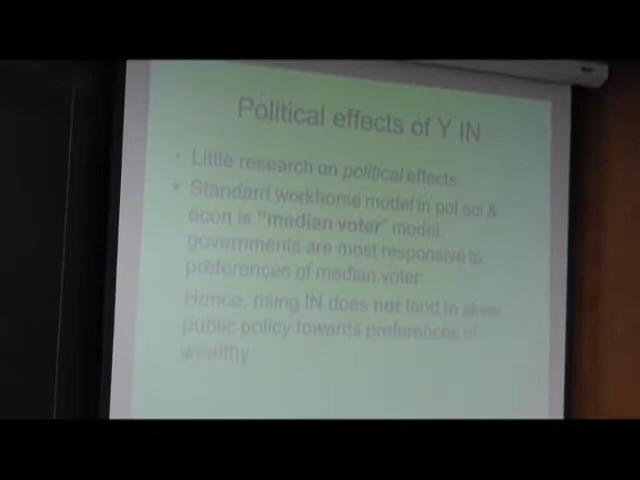 Political effects of Y IN
• Little research on political effects
• Standard workhorse model in pol sci &
econ is "median voter" model
governments are most responsive to
preferences of median voter
Hence, rising IN does not tend to skew
public policy towards preferences of
wealthy